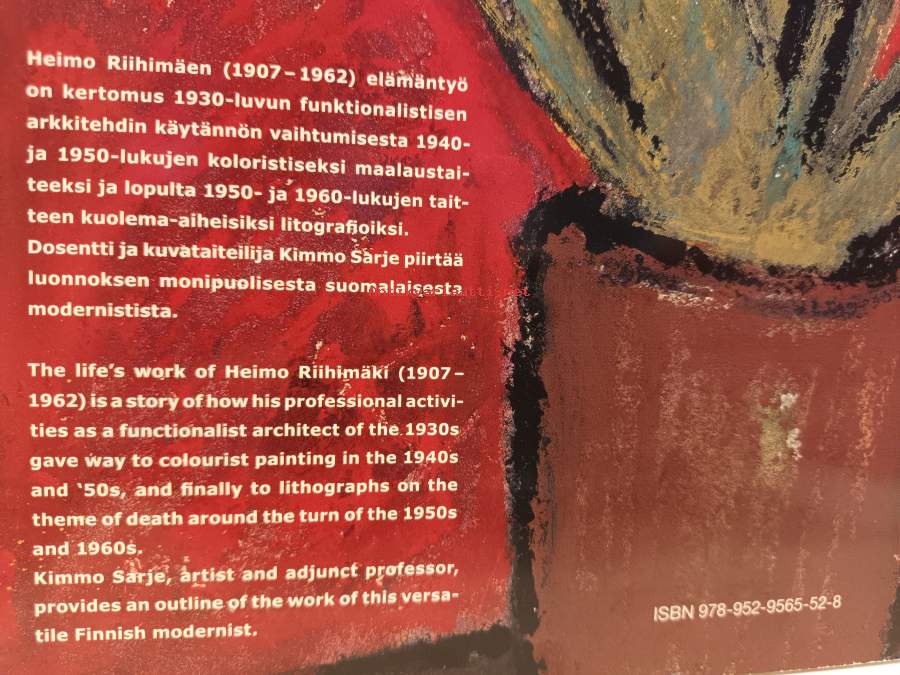 Heimo Riihimäen (1907–1962) elämäntyö
on kertomus 1930-luvun funktionalistisen
arkkitehdin käytännön vaihtumisesta 1940-
ja 1950-lukujen koloristiseksi maalaustai-
teeksi ja lopulta 1950- ja 1960-lukujen tait-
teen kuolema-aiheisiksi litografioiksi.
Dosentti ja kuvataiteilija Kimmo Sarje piirtää
luonnoksen monipuolisesta suomalaisesta
modernistista.
The life’s work of Heimo Riihimäki (1907–
1962) is a story of how his professional activi-
ties as a functionalist architect of the 1930s
gave way to colourist painting in the 1940s
and ‘50s, and finally to lithographs on the
theme of death around the turn of the 1950s
and 1960s.
Kimmo Sarje, artist and adjunct professor,
provides an outline of the work of this versa-
tile Finnish modernist.
ISBN 978-952-9565-52-8